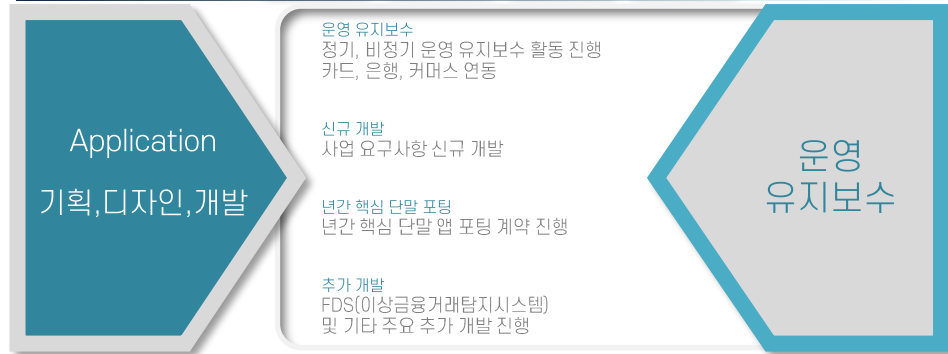 Application
기획,디자인,개발
운영 유지보수
정기, 비정기 운영 유지보수 활동 진행
카드, 은행, 커머스 연동
신규 개발
사업 요구사항 신규 개발
년간 핵심 단말 포팅
년간 핵심 단말 앱 포팅 계약 진행
추가 개발
FDS(이상금융거래탐지시스템)
및 기타 주요 추가 개발 진행
운영
유지보수